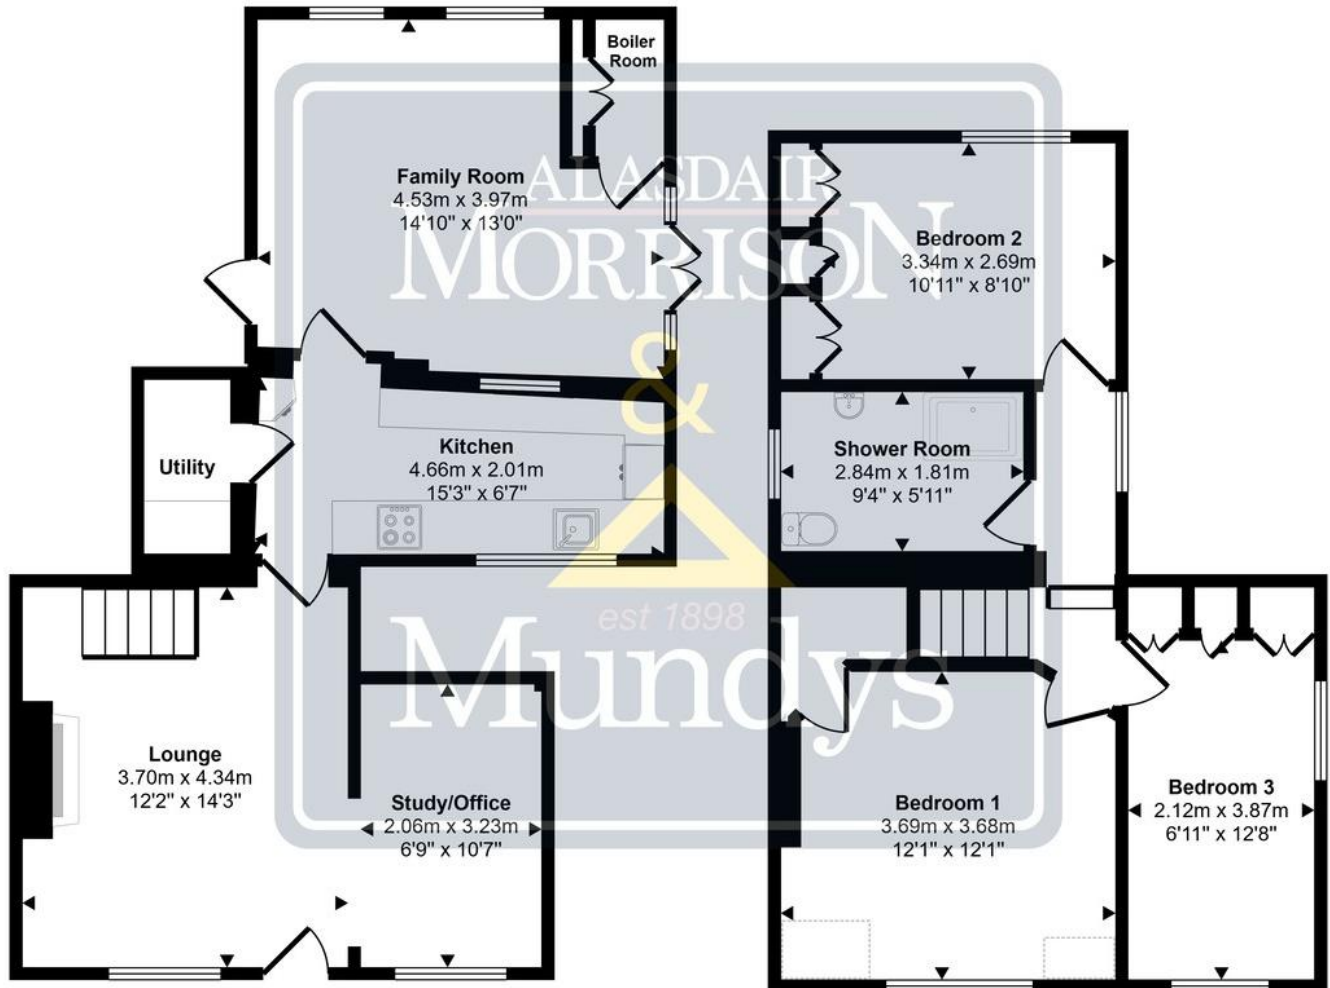 Boiler
Room
Family Room
4.53m x 3.97m
14'10" x 13'0"
ALASDAIR
MORRISON
&
est 1898
Mundys
Bedroom 2
3.34m x 2.69m
10'11" x 8'10"
Utility
Kitchen
4.66m x 2.01m
15'3" x 6'7"
Shower Room
2.84m x 1.81m
9'4" x 5'11"
Lounge
3.70m x 4.34m
12'2" x 14'3"
Study/Office
2.06m x 3.23m
6'9" x 10'7"
Bedroom 1
3.69m x 3.68m
12'1" x 12'1"
Bedroom 3
2.12m x 3.87m
6'11" x 12'8"